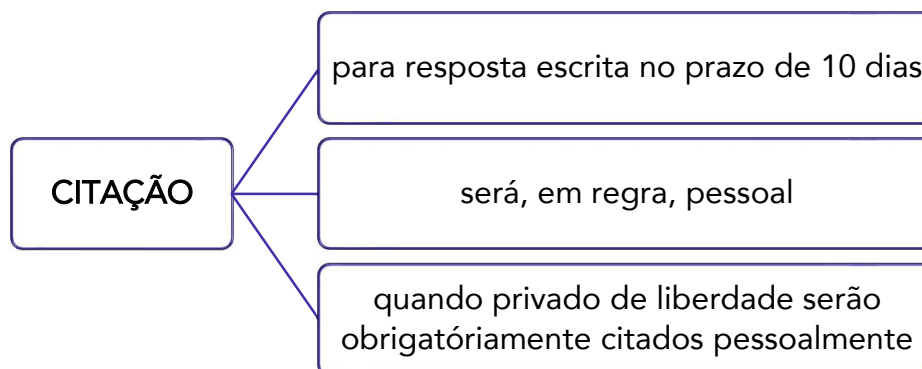 para resposta escrita no prazo de 10 dias
CITAÇÃO
será, em regra, pessoal
quando privado de liberdade serão
obrigatóriamente citados pessoalmente